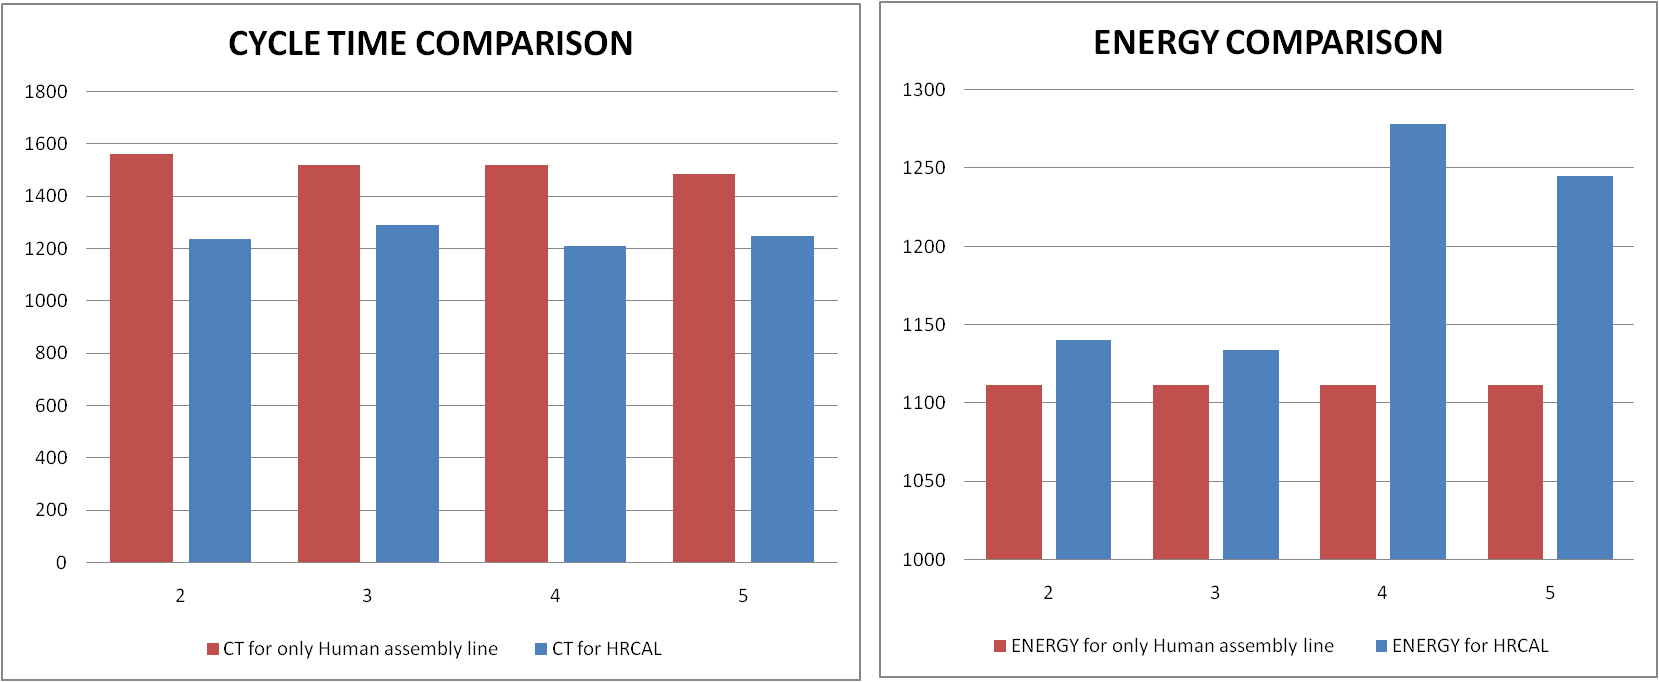 CYCLE TIME COMPARISON
1800
1600
1400
1200
1000
800
600
400
200
0
2 3 4 5
CT for only Human assembly line CT for HRCAL
ENERGY COMPARISON
1300
1250
1200
1150
1100
1050
1000
2 3 4 5
ENERGY for only Human assembly line ENERGY for HRCAL